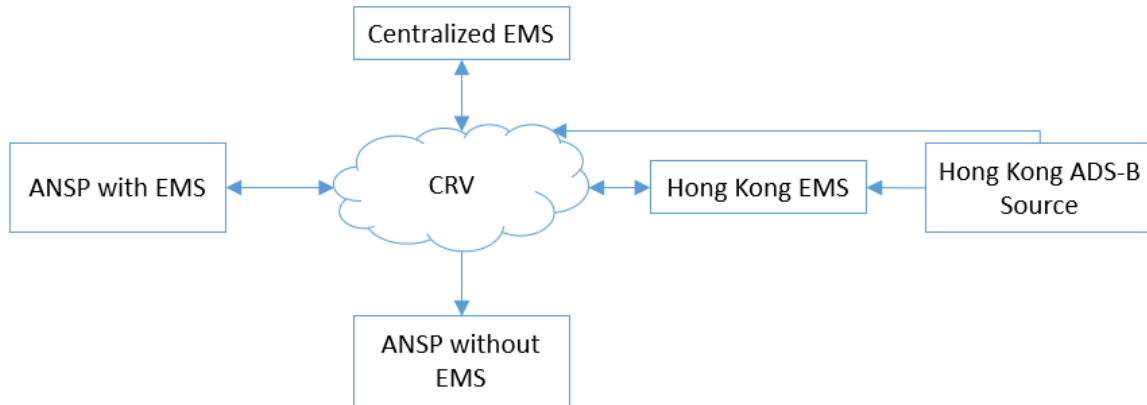 Centralized EMS
ANSP with EMS
CRV
Hong Kong EMS
Hong Kong ADS-B
Source
ANSP without
EMS